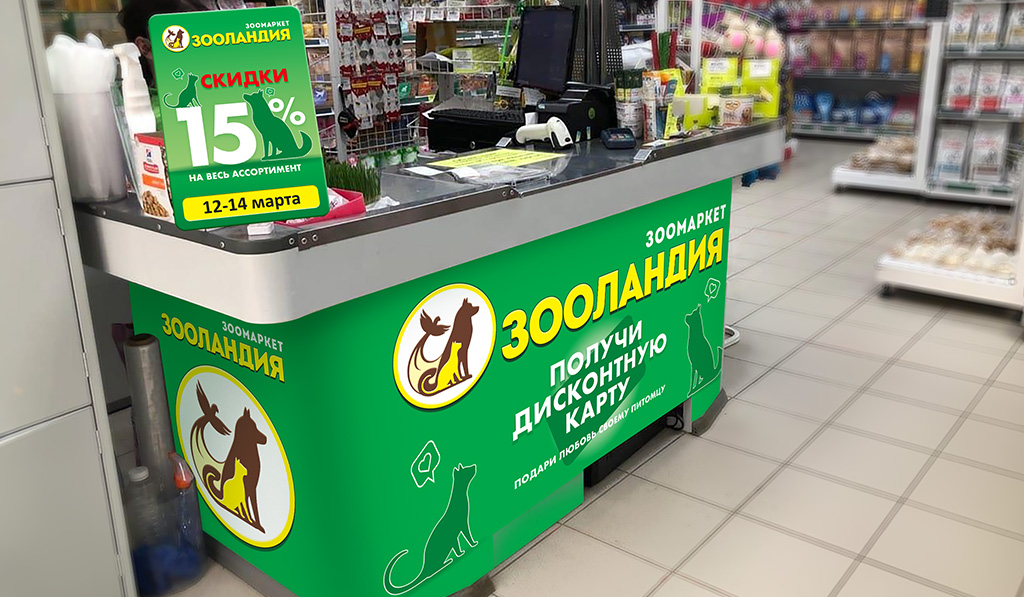 ЗООМАРКЕТ
ЗООЛАНДИЯ
СКИДКИ
15%
НА ВЕСЬ АССОРТИМЕНТ
12-14 марта
ЗООМАРКЕТ
ЗООЛАНДИЯ
ЗООМАРКЕТ
ЗООЛАНДИЯ
ПОЛУЧИ
ДИСКОНТНУЮ
КАРТУ
ПОДАРИ ЛЮБОВЬ СВОЕМУ ПИТОМЦУ